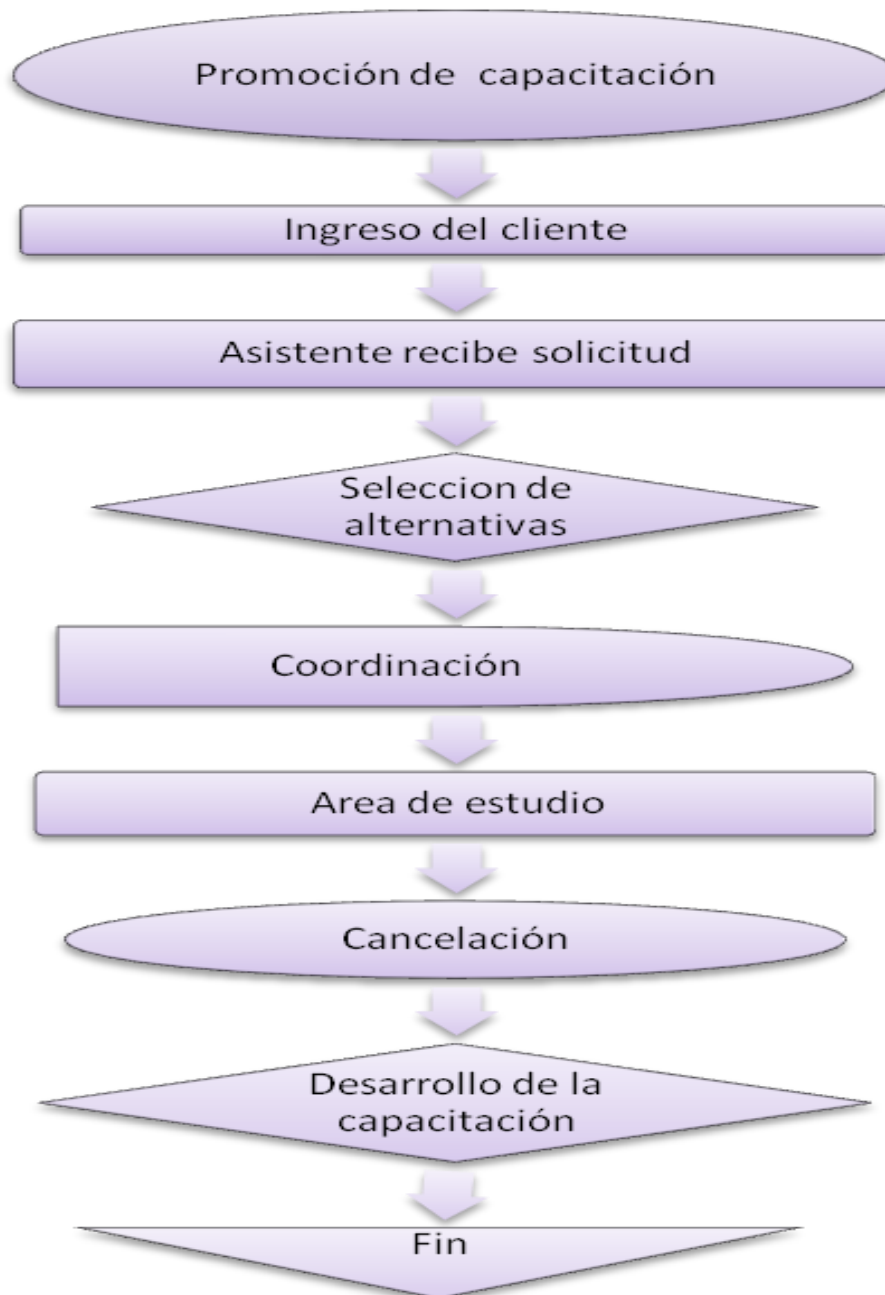 Promoción de capacitación
Ingreso del cliente
Asistente recibe solicitud
Seleccion de
alternativas
Coordinación
Area de estudio
Cancelación
Desarrollo de la
capacitación
Fin